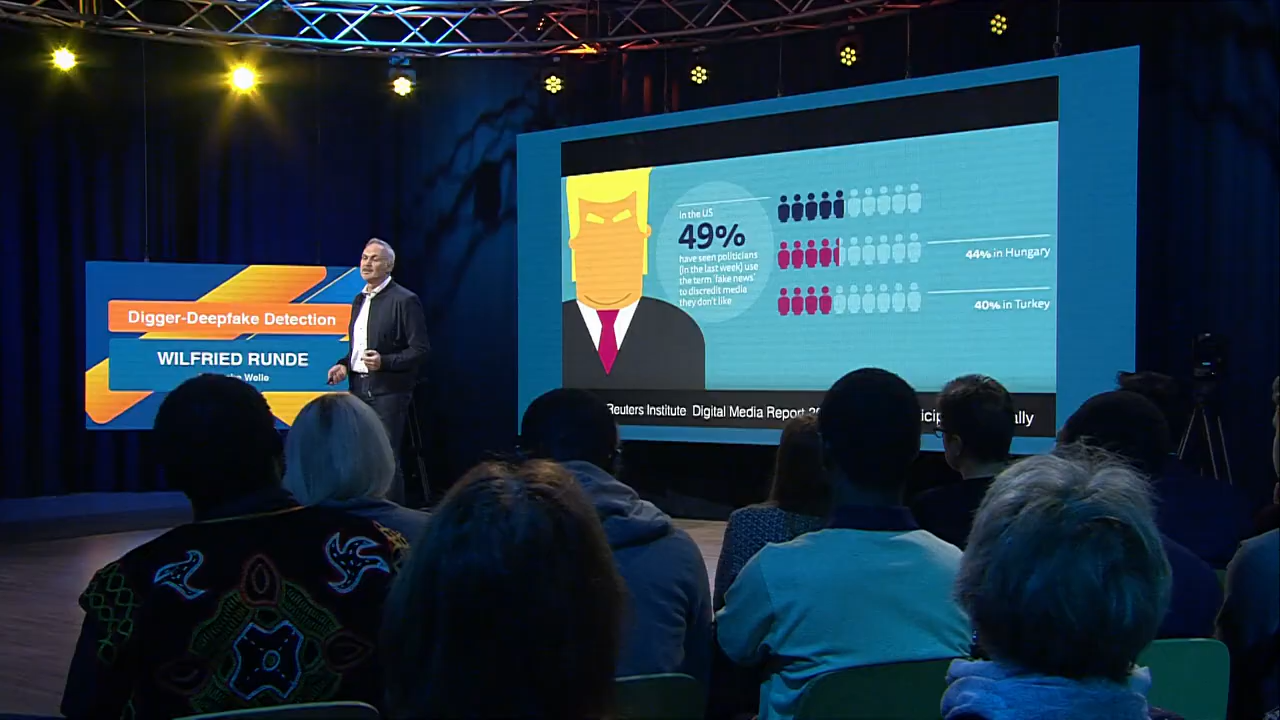 Digger-Deepfake Detection
WILFRIED RUNDE
Welle
In the US
49%
have seen politicians
(in the last week) use
the term 'fake news'
to discredit media
they don't like
44% in Hungary
40% in Turkey
Reuters Institute Digital Media Report